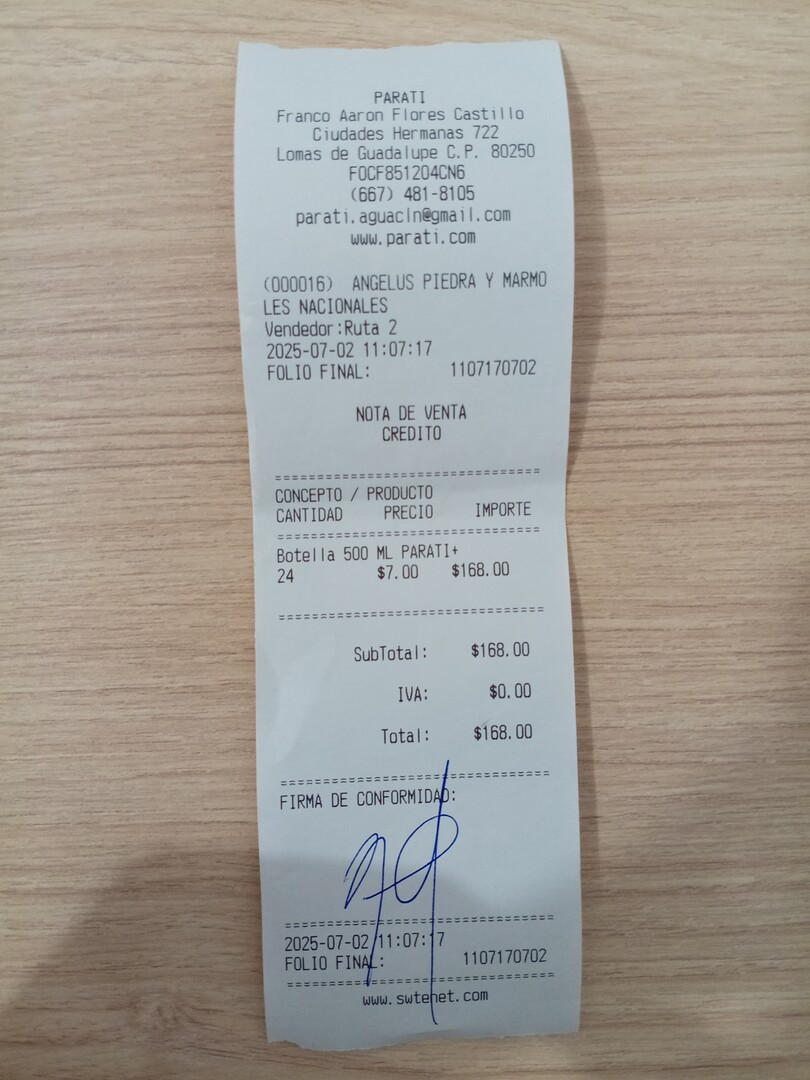 PARATI
Franco Aaron Flores Castillo
Ciudades Hermanas 722
Lomas de Guadalupe C.P. 80250
FOCF851204CN6
(667) 481-8105
parati.aguacln@gmail.com
www.parati.com
(000016) ANGELUS PIEDRA Y MARMO
LES NACIONALES
Vendedor:Ruta 2
2025-07-02 11:07:17
FOLIO FINAL: 1107170702
NOTA DE VENTA
CREDITO
================================
CONCEPTO / PRODUCTO
CANTIDAD PRECIO IMPORTE
================================
Botella 500 ML PARATI+
24 $7.00 $168.00
================================
SubTotal: $168.00
IVA: $0.00
Total: $168.00
================================
FIRMA DE CONFORMIDAD:
================================
2025-07-02 11:07:17
FOLIO FINAL: 1107170702
================================
www.swtenet.com